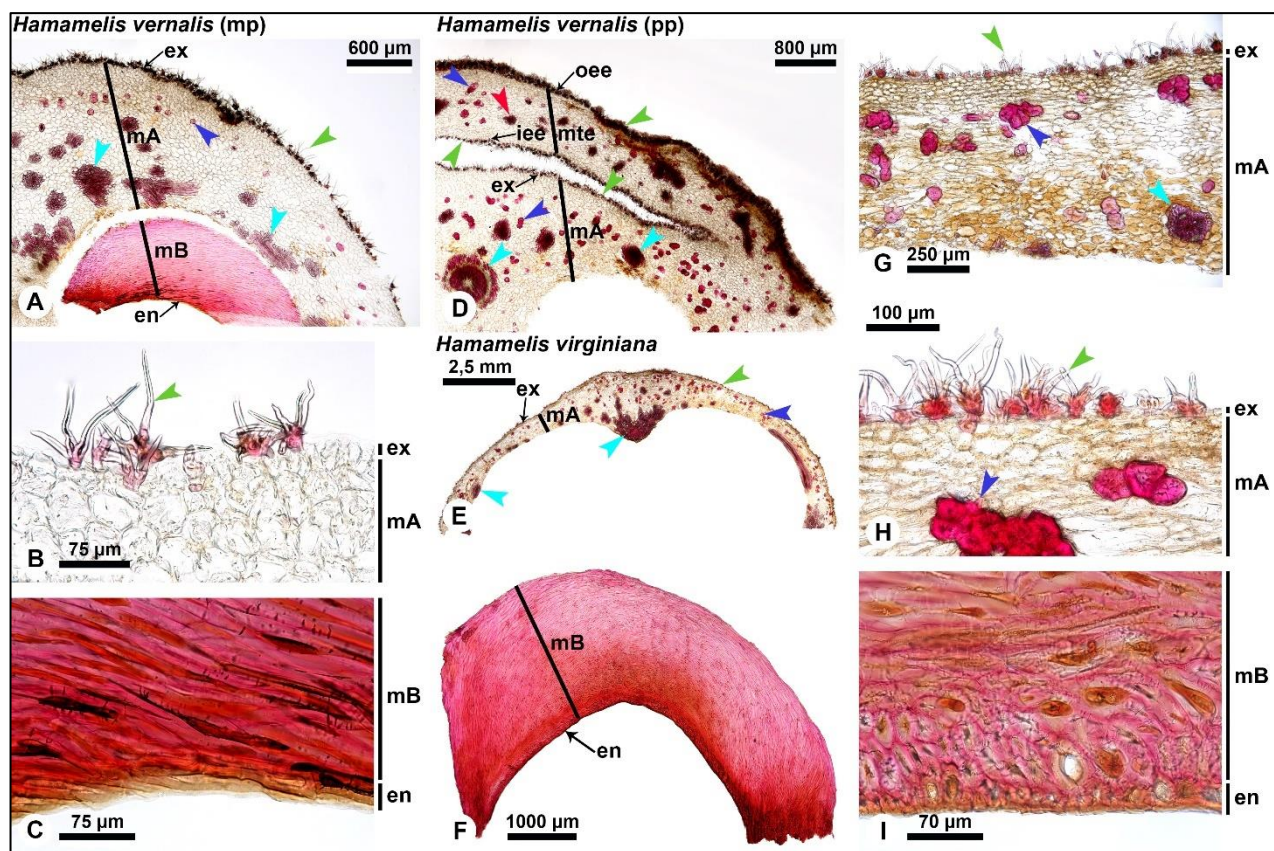 Hamamelis vernalis (mp)
600 µm
ex
mA
mB
en
A
ex
mA
B
75 µm
mB
en
C
75 µm
Hamamelis vernalis (pp)
800 µm
oee
iee
mte
ex
mA
D
Hamamelis virginiana
2,5 mm
ex
mA
E
mB
en
F
1000 µm
ex
mA
G
250 µm
100 µm
ex
mA
H
mB
en
I
70 µm